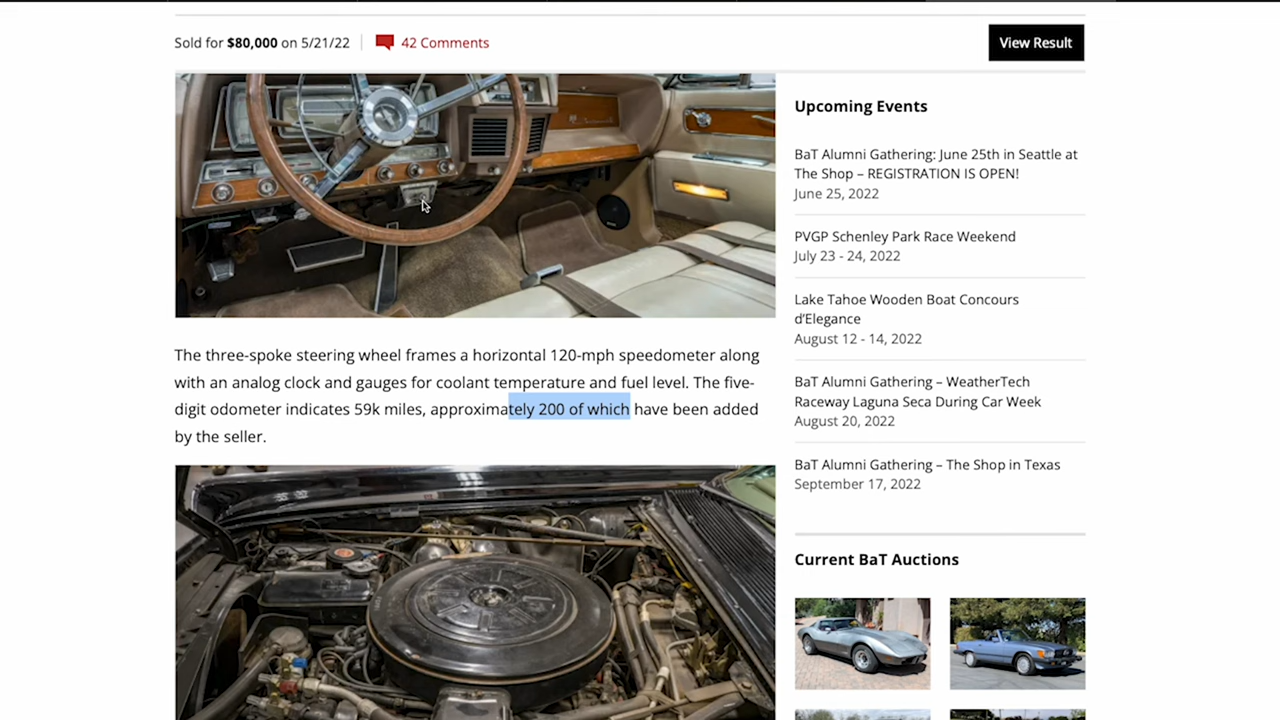 Sold for $80,000 on 5/21/22
42 Comments
View Result
The three-spoke steering wheel frames a horizontal 120-mph speedometer along
with an analog clock and gauges for coolant temperature and fuel level. The five-
digit odometer indicates 59k miles, approximately 200 of which have been added
by the seller.
Upcoming Events
BaT Alumni Gathering: June 25th in Seattle at
The Shop – REGISTRATION IS OPEN!
June 25, 2022
PVGP Schenley Park Race Weekend
July 23 - 24, 2022
Lake Tahoe Wooden Boat Concours
d’Elegance
August 12 - 14, 2022
BaT Alumni Gathering – WeatherTech
Raceway Laguna Seca During Car Week
August 20, 2022
BaT Alumni Gathering – The Shop in Texas
September 17, 2022
Current BaT Auctions